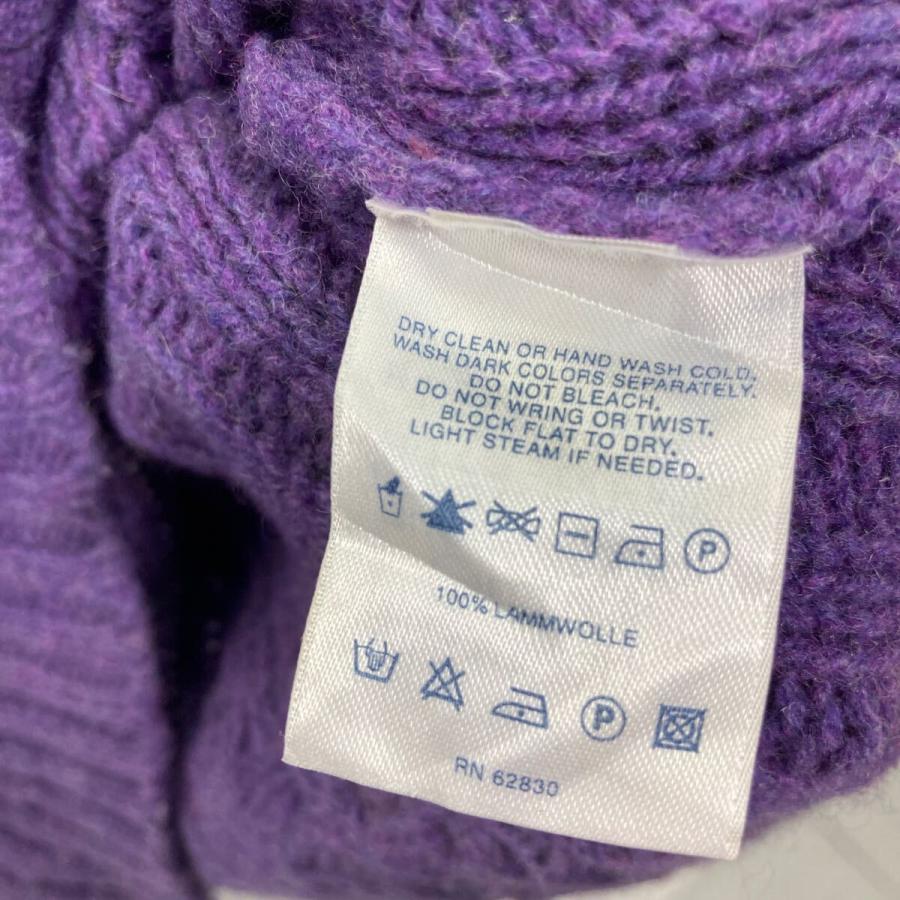 DRY CLEAN OR HAND WASH COLD.
WASH DARK COLORS SEPARATELY.
DO NOT BLEACH.
DO NOT WRING OR TWIST.
BLOCK FLAT TO DRY.
LIGHT STEAM IF NEEDED.
P
100% LAMMWOLLE
P
RN 62830